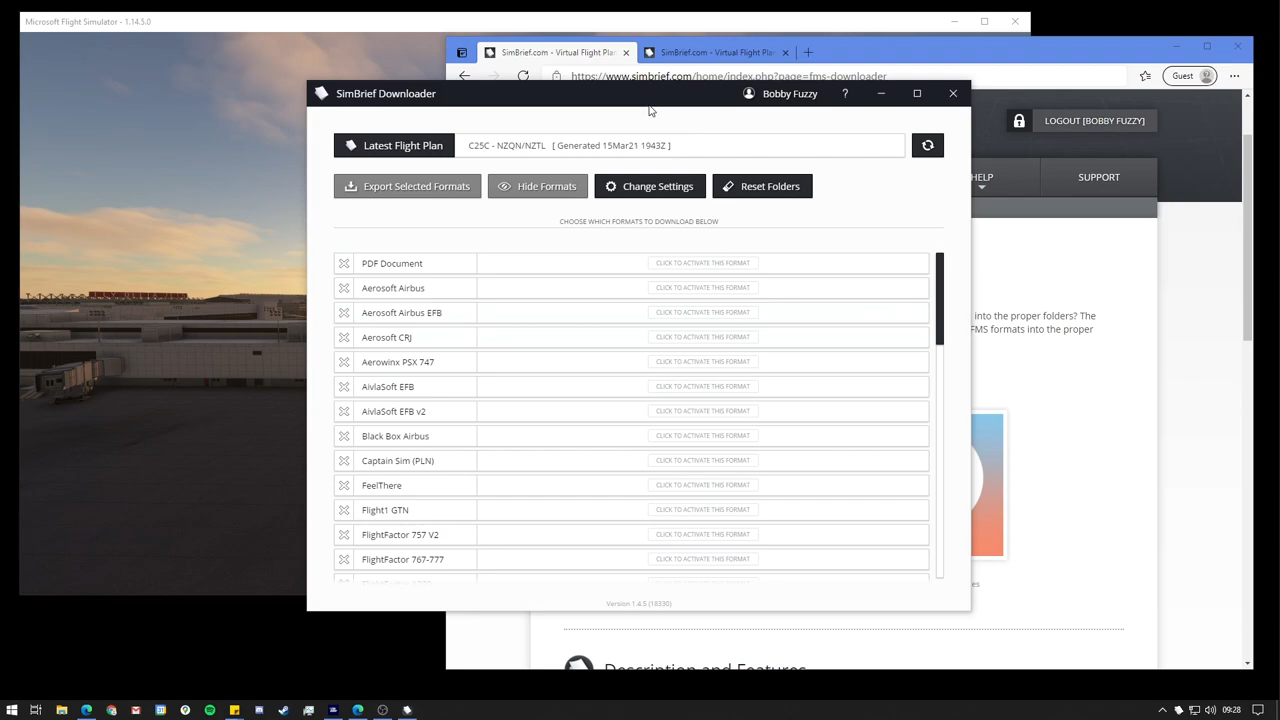 Microsoft Flight Simulator - 1.14.5.0
SimBrief.com - Virtual Flight Plan
SimBrief.com - Virtual Flight Plan
https://www.simbrief.com/home/index.php?page=fms-downloader
Guest
SimBrief Downloader
Bobby Fuzzy
?
LOGOUT [BOBBY FUZZY]
Latest Flight Plan
C25C - NZQN/NZTL [ Generated 15Mar21 1943Z ]
HELP
SUPPORT
Export Selected Formats
Hide Formats
Change Settings
Reset Folders
CHOOSE WHICH FORMATS TO DOWNLOAD BELOW
PDF Document CLICK TO ACTIVATE THIS FORMAT
Aerosoft Airbus CLICK TO ACTIVATE THIS FORMAT
Aerosoft Airbus EFB CLICK TO ACTIVATE THIS FORMAT
Aerosoft CRJ CLICK TO ACTIVATE THIS FORMAT
Aerowinx PSX 747 CLICK TO ACTIVATE THIS FORMAT
AivlaSoft EFB CLICK TO ACTIVATE THIS FORMAT
AivlaSoft EFB v2 CLICK TO ACTIVATE THIS FORMAT
Black Box Airbus CLICK TO ACTIVATE THIS FORMAT
Captain Sim (PLN) CLICK TO ACTIVATE THIS FORMAT
FeelThere CLICK TO ACTIVATE THIS FORMAT
Flight1 GTN CLICK TO ACTIVATE THIS FORMAT
FlightFactor 757 V2 CLICK TO ACTIVATE THIS FORMAT
FlightFactor 767-777 CLICK TO ACTIVATE THIS FORMAT
into the proper folders? The
FMS formats into the proper
Version 1.4.5 (18330)
Description and Features
09:28